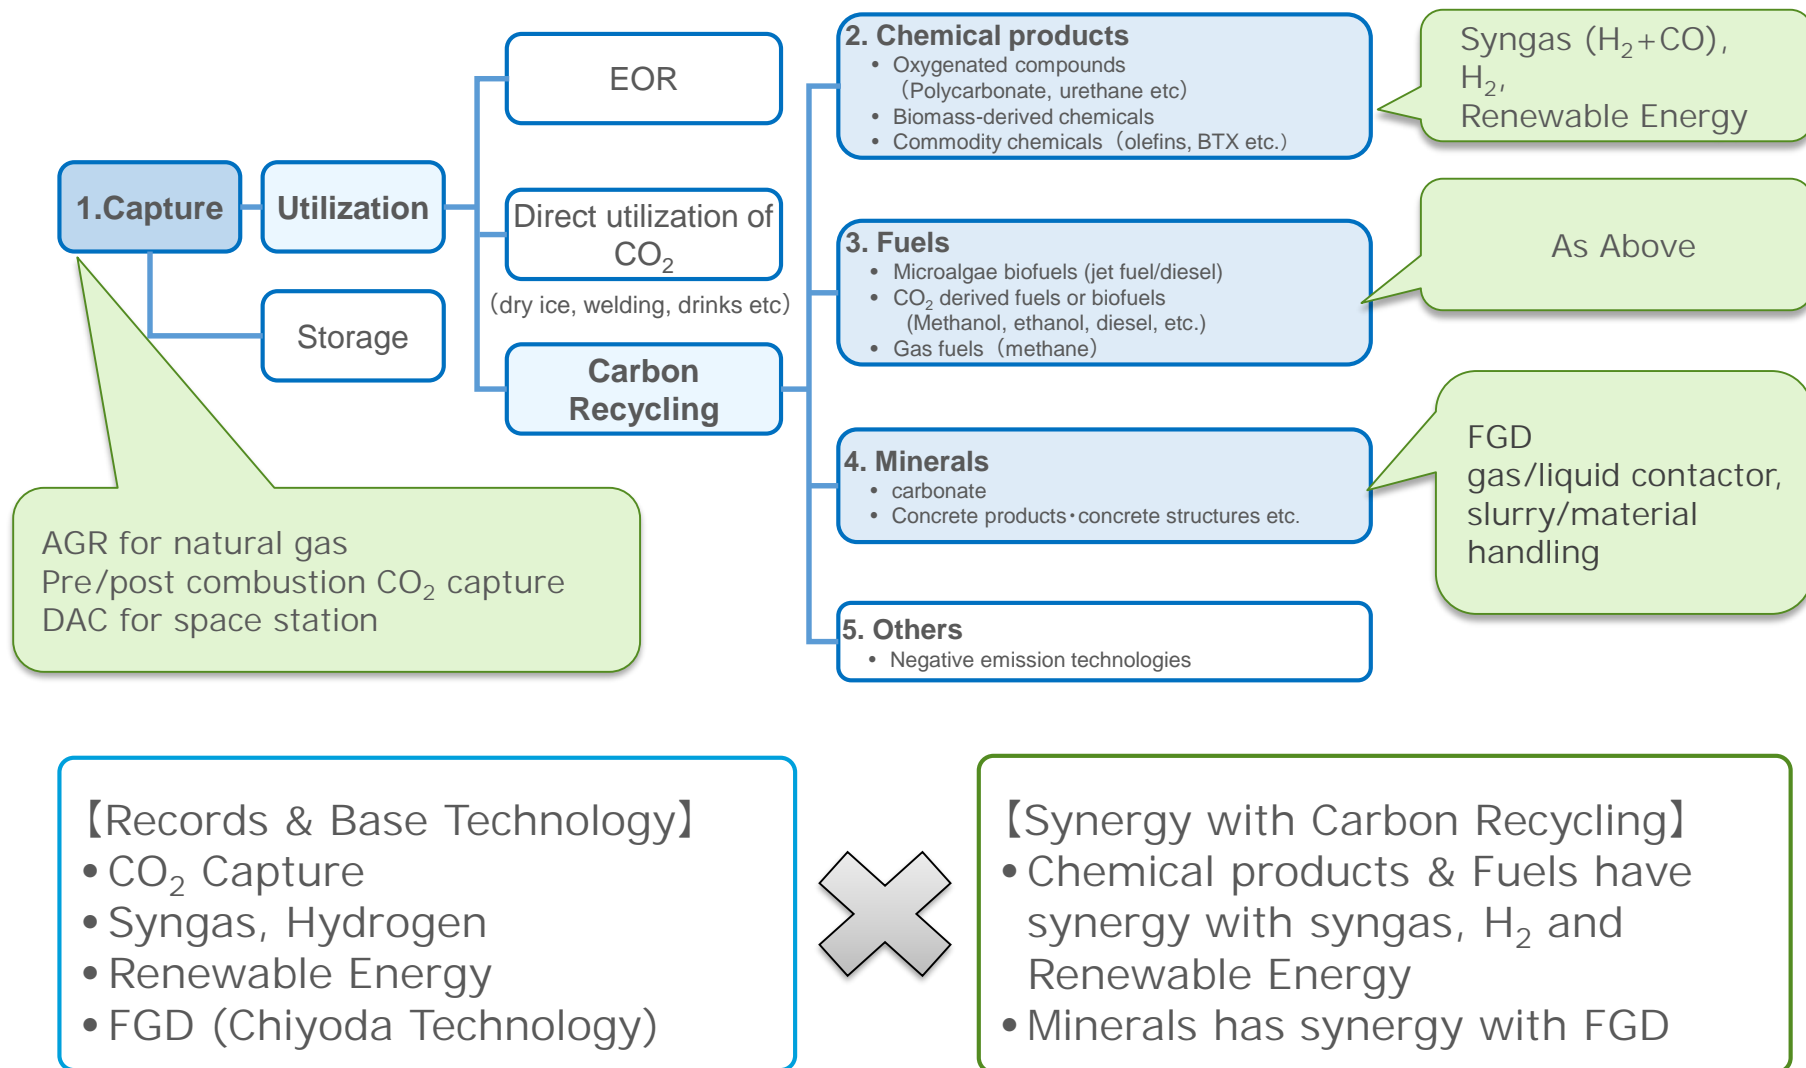 1.Capture
Utilization
Storage
EOR
Direct utilization of
CO₂
（dry ice, welding, drinks etc）
Carbon
Recycling
2. Chemical products
• Oxygenated compounds
（Polycarbonate, urethane etc）
• Biomass-derived chemicals
• Commodity chemicals（olefins, BTX etc.）
3. Fuels
• Microalgae biofuels (jet fuel/diesel)
• CO₂ derived fuels or biofuels
(Methanol, ethanol, diesel, etc.)
• Gas fuels（methane）
4. Minerals
• carbonate
• Concrete products・concrete structures etc.
5. Others
• Negative emission technologies
Syngas (H₂+CO),
H₂,
Renewable Energy
As Above
FGD
gas/liquid contactor,
slurry/material
handling
AGR for natural gas
Pre/post combustion CO₂ capture
DAC for space station
【Records & Base Technology】
• CO₂ Capture
• Syngas, Hydrogen
• Renewable Energy
• FGD (Chiyoda Technology)
【Synergy with Carbon Recycling】
• Chemical products & Fuels have
synergy with syngas, H₂ and
Renewable Energy
• Minerals has synergy with FGD